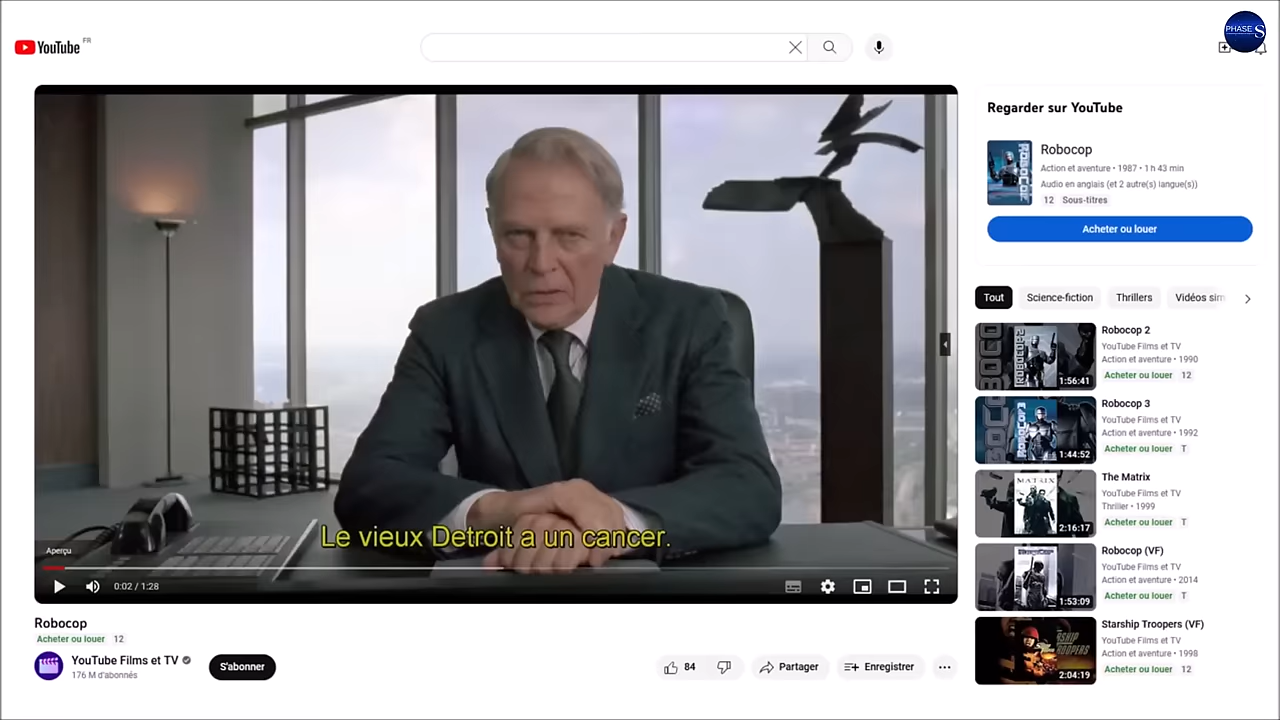 YouTube FR
PHASE S
Le vieux Detroit a un cancer.
Aperçu
0:02 / 1:28
Robocop
Acheter ou louer 12
YouTube Films et TV
176 M d'abonnés
S'abonner
84
Partager
Enregistrer
Regarder sur YouTube
ROBOCOP
Robocop
Action et aventure • 1987 • 1 h 43 min
Audio en anglais (et 2 autre(s) langue(s))
12 Sous-titres
Acheter ou louer
Tout
Science-fiction
Thrillers
Vidéos sim
1:56:41
Robocop 2
YouTube Films et TV
Action et aventure • 1990
Acheter ou louer 12
1:44:52
Robocop 3
YouTube Films et TV
Action et aventure • 1992
Acheter ou louer T
MATRIX
2:16:17
The Matrix
YouTube Films et TV
Thriller • 1999
Acheter ou louer T
1:53:09
Robocop (VF)
YouTube Films et TV
Action et aventure • 2014
Acheter ou louer T
2:04:19
Starship Troopers (VF)
YouTube Films et TV
Action et aventure • 1998
Acheter ou louer 12